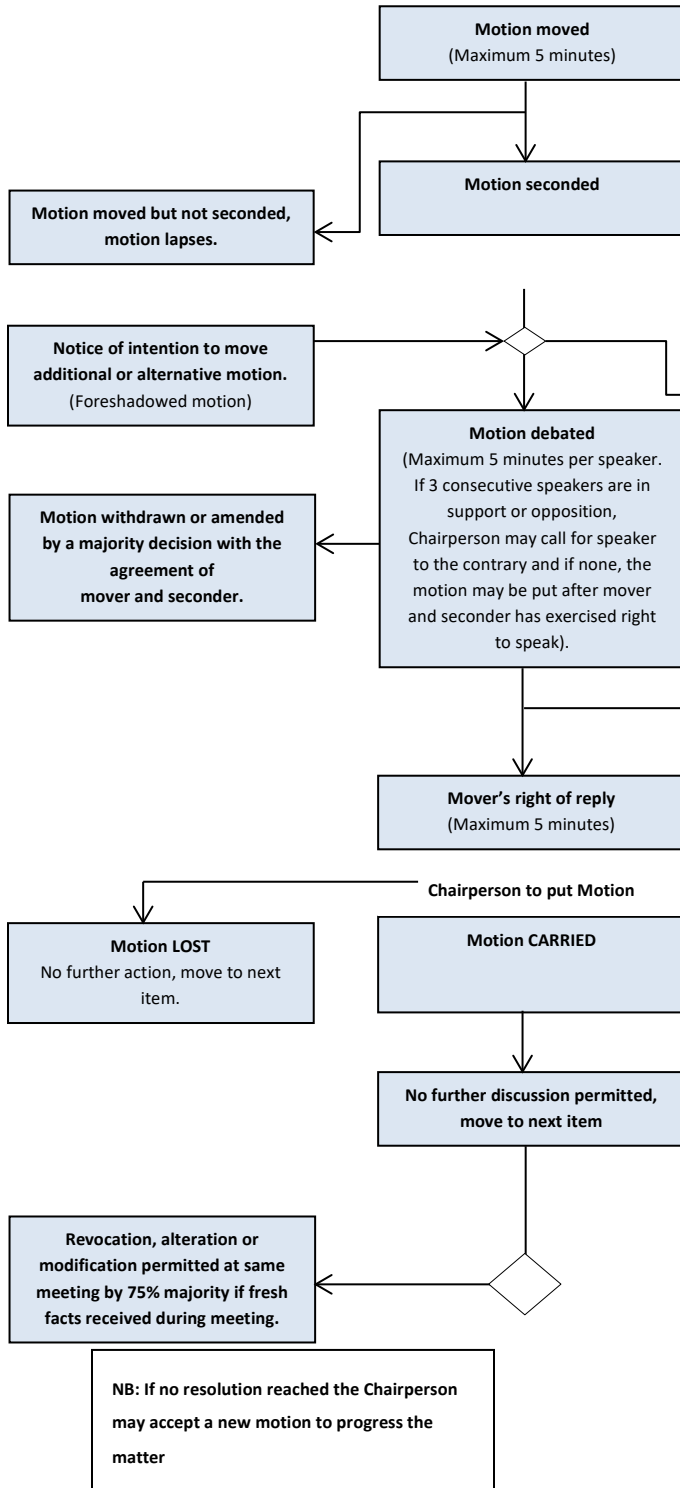 Motion moved
(Maximum 5 minutes)
Motion seconded
Motion moved but not seconded,
motion lapses.
Notice of intention to move
additional or alternative motion.
(Foreshadowed motion)
Motion debated
(Maximum 5 minutes per speaker.
If 3 consecutive speakers are in
support or opposition,
Chairperson may call for speaker
to the contrary and if none, the
motion may be put after mover
and seconder has exercised right
to speak).
Motion withdrawn or amended
by a majority decision with the
agreement of
mover and seconder.
Mover’s right of reply
(Maximum 5 minutes)
Chairperson to put Motion
Motion LOST
No further action, move to next
item.
Motion CARRIED
No further discussion permitted,
move to next item
Revocation, alteration or
modification permitted at same
meeting by 75% majority if fresh
facts received during meeting.
NB: If no resolution reached the Chairperson
may accept a new motion to progress the
matter